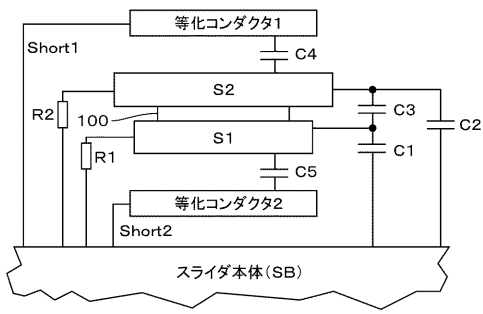 等化コンダクタ1
Short1
C4
S2
R2
100
C3
C2
S1
R1
C1
C5
等化コンダクタ2
Short2
スライダ本体(SB)